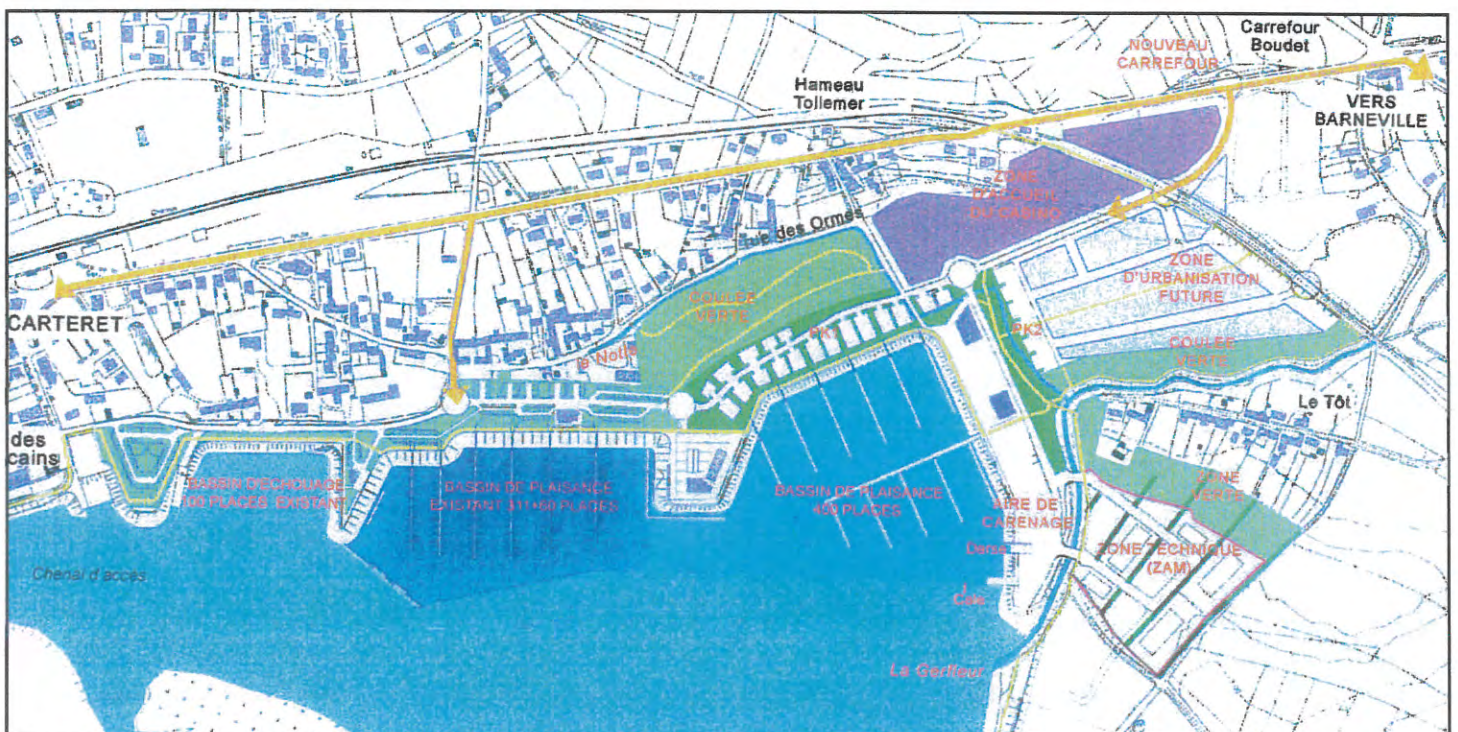 NOUVEAU
CARREFOUR
Carrefour
Boudet
Hameau
Tollemer
VERS
BARNEVILLE
ZONE
D'ACCUEIL
DU CASINO
rue des Ormes
ZONE
D'URBANISATION
FUTURE
COULEE
VERTE
CARTERET
PK1
PK2
COULEE
VERTE
la
Le Tôt
des
cains
BASSIN D'ECHOUAGE
100 PLACES EXISTANT
BASSIN DE PLAISANCE
EXISTANT 311+60 PLACES
BASSIN DE PLAISANCE
400 PLACES
ZONE
VERTE
AIRE DE
CARENAGE
ZONE TECHNIQUE
(ZAM)
Darse
Cale
Chenal d'accès
La Gerfleur